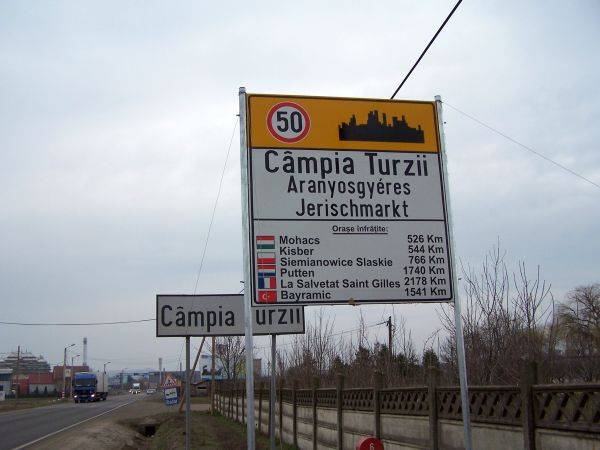 50
Câmpia Turzii
Aranyosgyéres
Jerischmarkt
Orașe înfrățite:
Mohacs 526 Km
Kisber 544 Km
Siemianowice Slaskie 766 Km
Putten 1740 Km
La Salvetat Saint Gilles 2178 Km
Bayramic 1541 Km
Câmpia Turzii
6